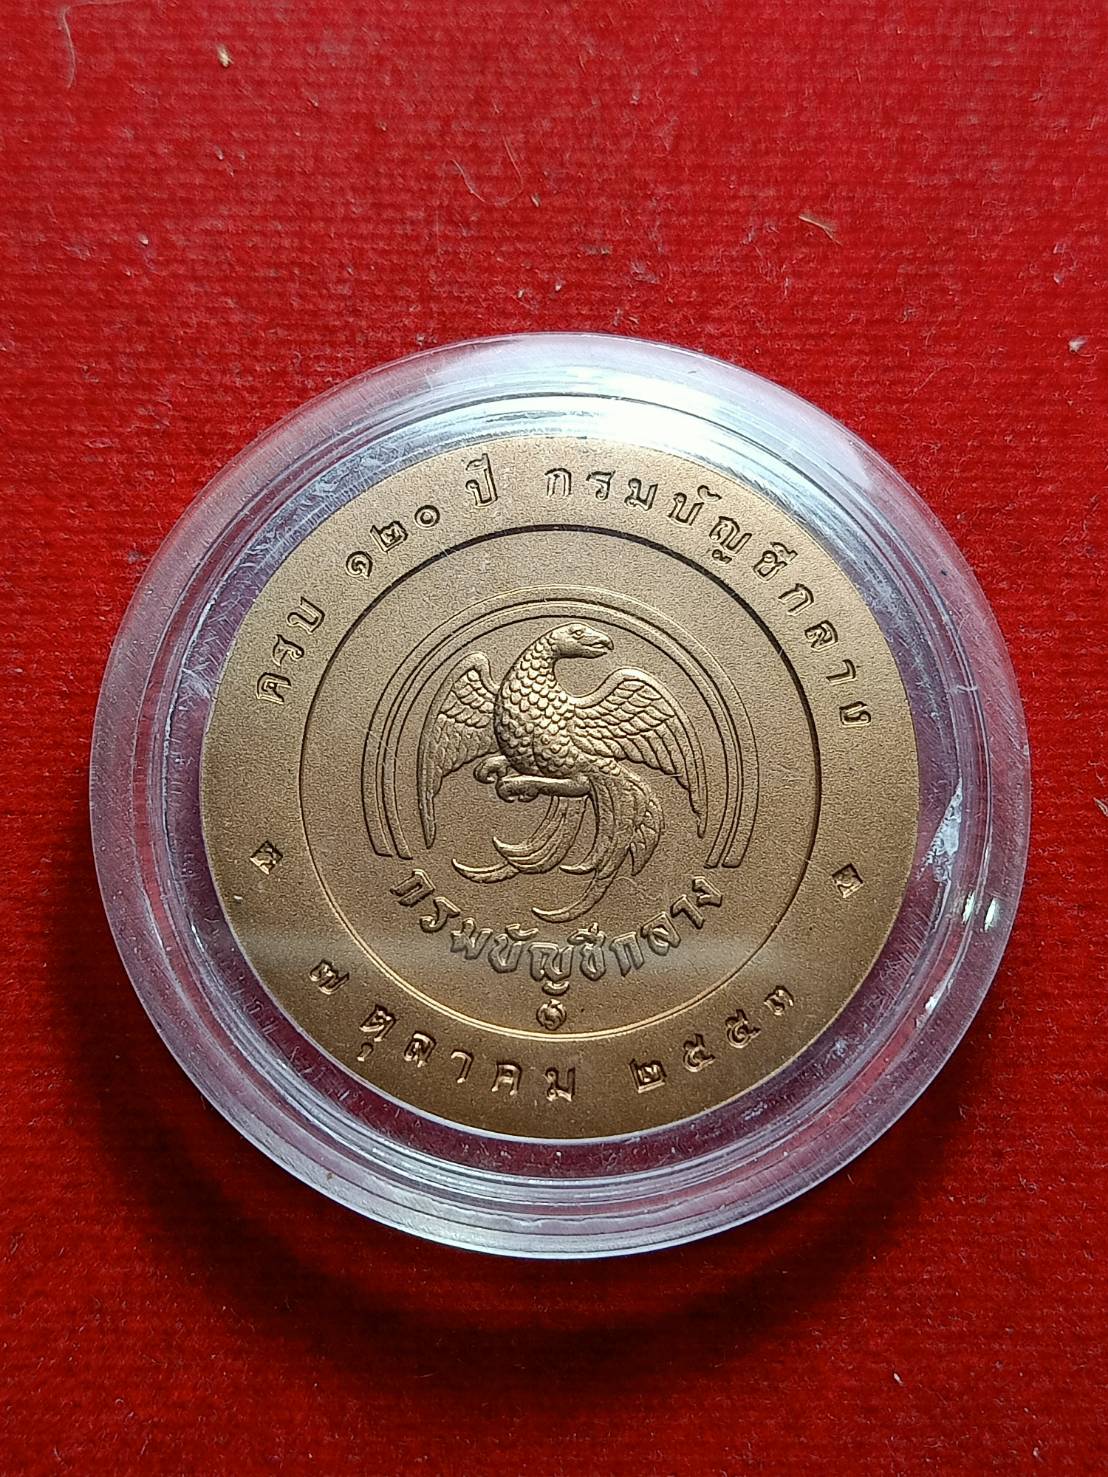 ครบ ๑๒๐ ปี กรมบัญชีกลาง
กรมบัญชีกลาง
๗ ตุลาคม ๒๕๕๓